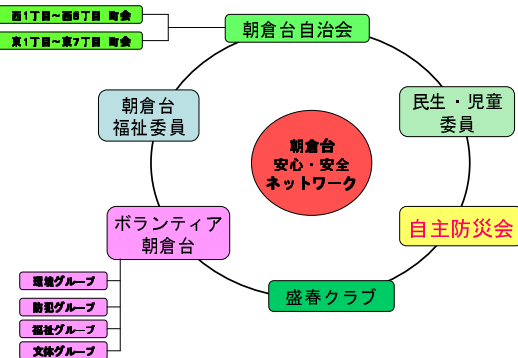 西1丁目～西6丁目 町会
東1丁目～東7丁目 町会
朝倉台自治会
朝倉台
福祉委員
民生・児童
委員
朝倉台
安心・安全
ネットワーク
ボランティア
朝倉台
自主防災会
盛春クラブ
環境グループ
防犯グループ
福祉グループ
文体グループ